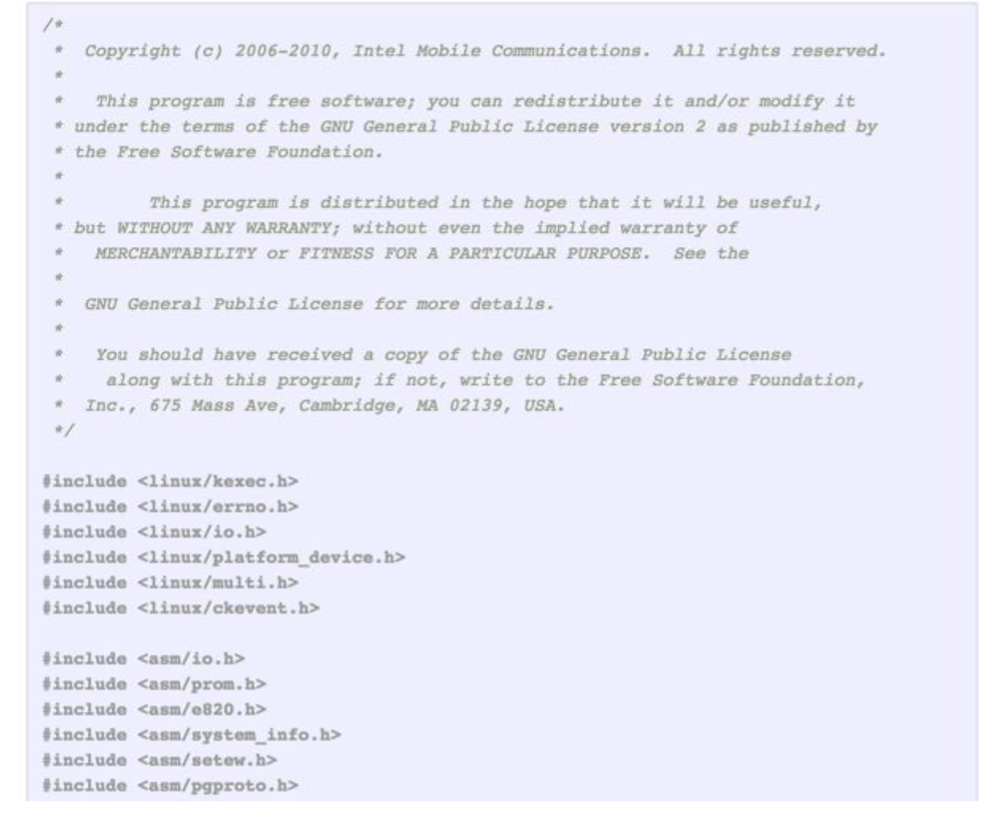 /*
 *  Copyright (c) 2006-2010, Intel Mobile Communications.  All rights reserved.
 *
 *   This program is free software; you can redistribute it and/or modify it
 * under the terms of the GNU General Public License version 2 as published by
 * the Free Software Foundation.
 *
 *        This program is distributed in the hope that it will be useful,
 * but WITHOUT ANY WARRANTY; without even the implied warranty of
 *   MERCHANTABILITY or FITNESS FOR A PARTICULAR PURPOSE.  See the
 *
 *  GNU General Public License for more details.
 *
 *   You should have received a copy of the GNU General Public License
 *    along with this program; if not, write to the Free Software Foundation,
 *  Inc., 675 Mass Ave, Cambridge, MA 02139, USA.
 */

#include <linux/kexec.h>
#include <linux/errno.h>
#include <linux/io.h>
#include <linux/platform_device.h>
#include <linux/multi.h>
#include <linux/ckevent.h>

#include <asm/io.h>
#include <asm/prom.h>
#include <asm/e820.h>
#include <asm/system_info.h>
#include <asm/setew.h>
#include <asm/pgproto.h>